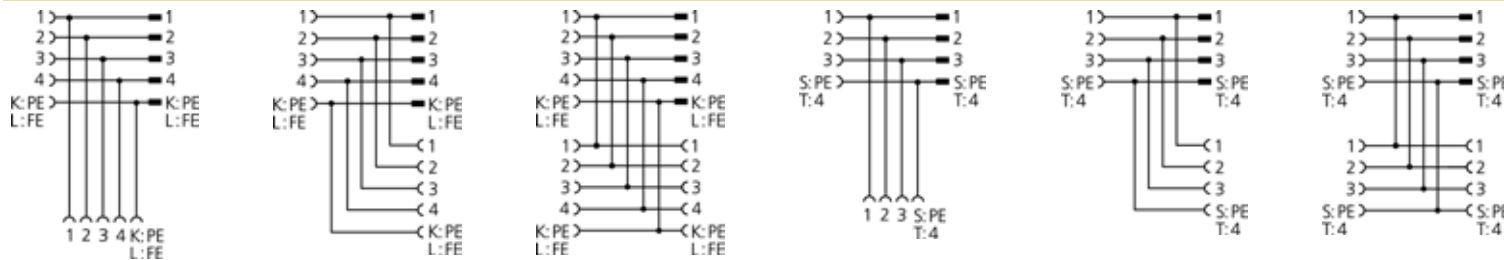 1 1
2 2
3 3
4 4
K:PE K:PE
L:FE L:FE
1 2 3 4 K:PE
L:FE
1 1
2 2
3 3
4 4
K:PE K:PE
L:FE L:FE
1
2
3
4
K:PE
L:FE
1 1
2 2
3 3
4 4
K:PE K:PE
L:FE L:FE
1 1
2 2
3 3
4 4
K:PE K:PE
L:FE L:FE
1 1
2 2
3 3
S:PE S:PE
T:4 T:4
1 2 3 S:PE
T:4
1 1
2 2
3 3
S:PE S:PE
T:4 T:4
1
2
3
S:PE
T:4
1 1
2 2
3 3
S:PE S:PE
T:4 T:4
1 1
2 2
3 3
S:PE S:PE
T:4 T:4